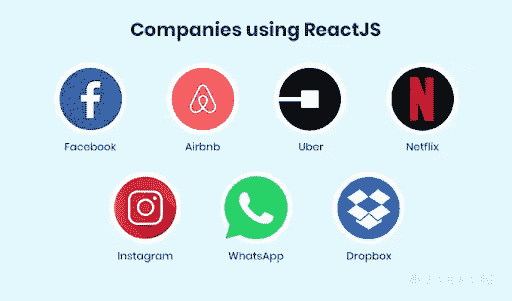 Companies using ReactJS
Facebook
Airbnb
Uber
Netflix
Instagram
WhatsApp
Dropbox